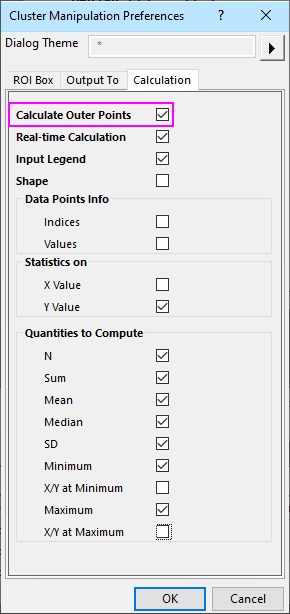 Cluster Manipulation Preferences ? ×
Dialog Theme *
ROI Box Output To Calculation
Calculate Outer Points
Real-time Calculation
Input Legend
Shape
Data Points Info
Indices
Values
Statistics on
X Value
Y Value
Quantities to Compute
N
Sum
Mean
Median
SD
Minimum
X/Y at Minimum
Maximum
X/Y at Maximum
OK Cancel